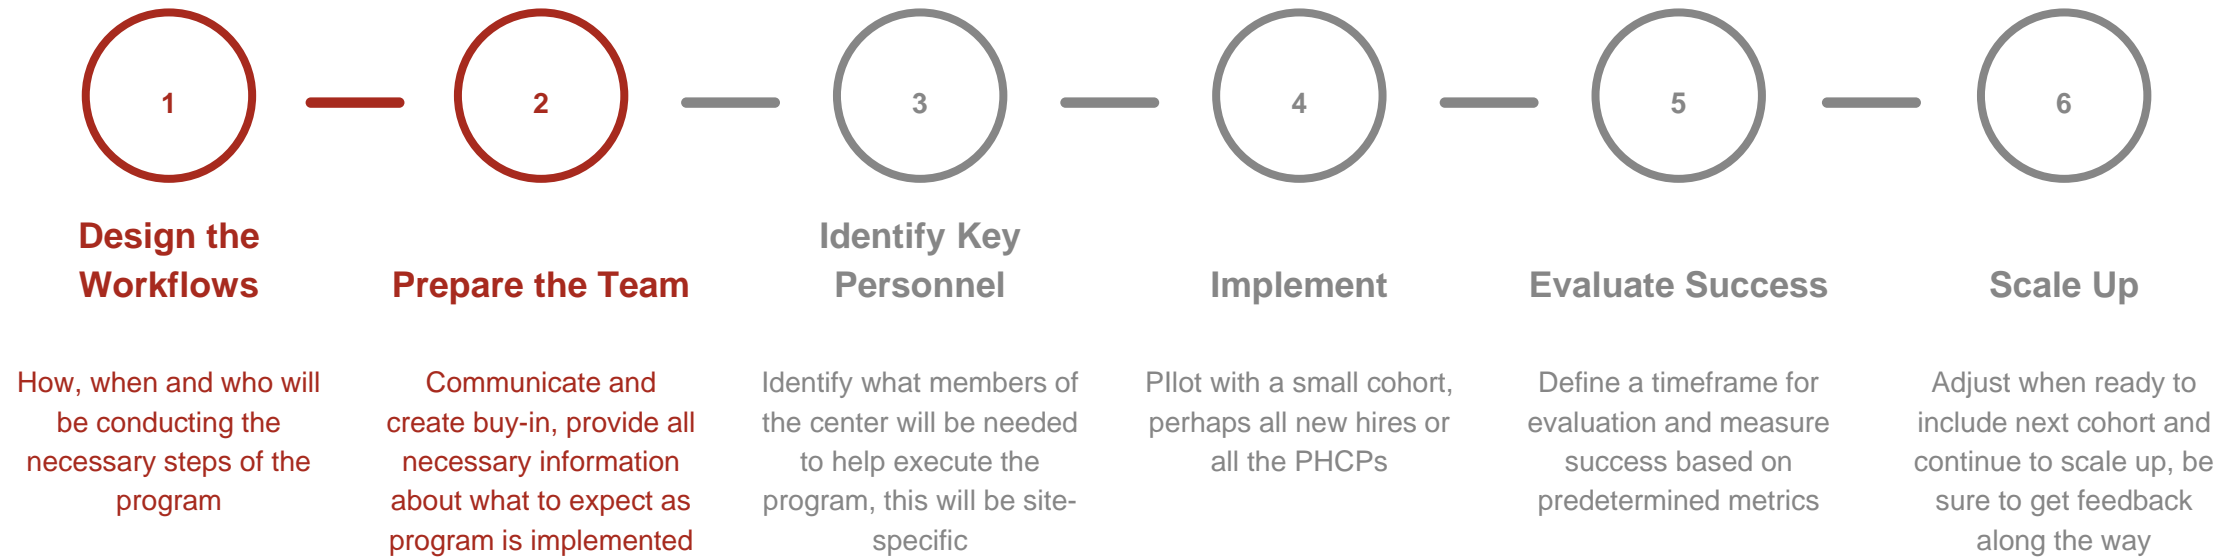 1
Design the
Workflows
How, when and who will
be conducting the
necessary steps of the
program
2
Prepare the Team
Communicate and
create buy-in, provide all
necessary information
about what to expect as
program is implemented
3
Identify Key
Personnel
Identify what members of
the center will be needed
to help execute the
program, this will be site-
specific
4
Implement
PIlot with a small cohort,
perhaps all new hires or
all the PHCPs
5
Evaluate Success
Define a timeframe for
evaluation and measure
success based on
predetermined metrics
6
Scale Up
Adjust when ready to
include next cohort and
continue to scale up, be
sure to get feedback
along the way